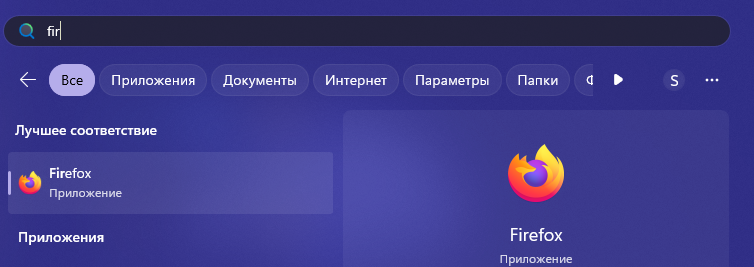 fir
Все Приложения Документы Интернет Параметры Папки S
Лучшее соответствие
Firefox
Приложение
Приложения
Firefox
Приложение